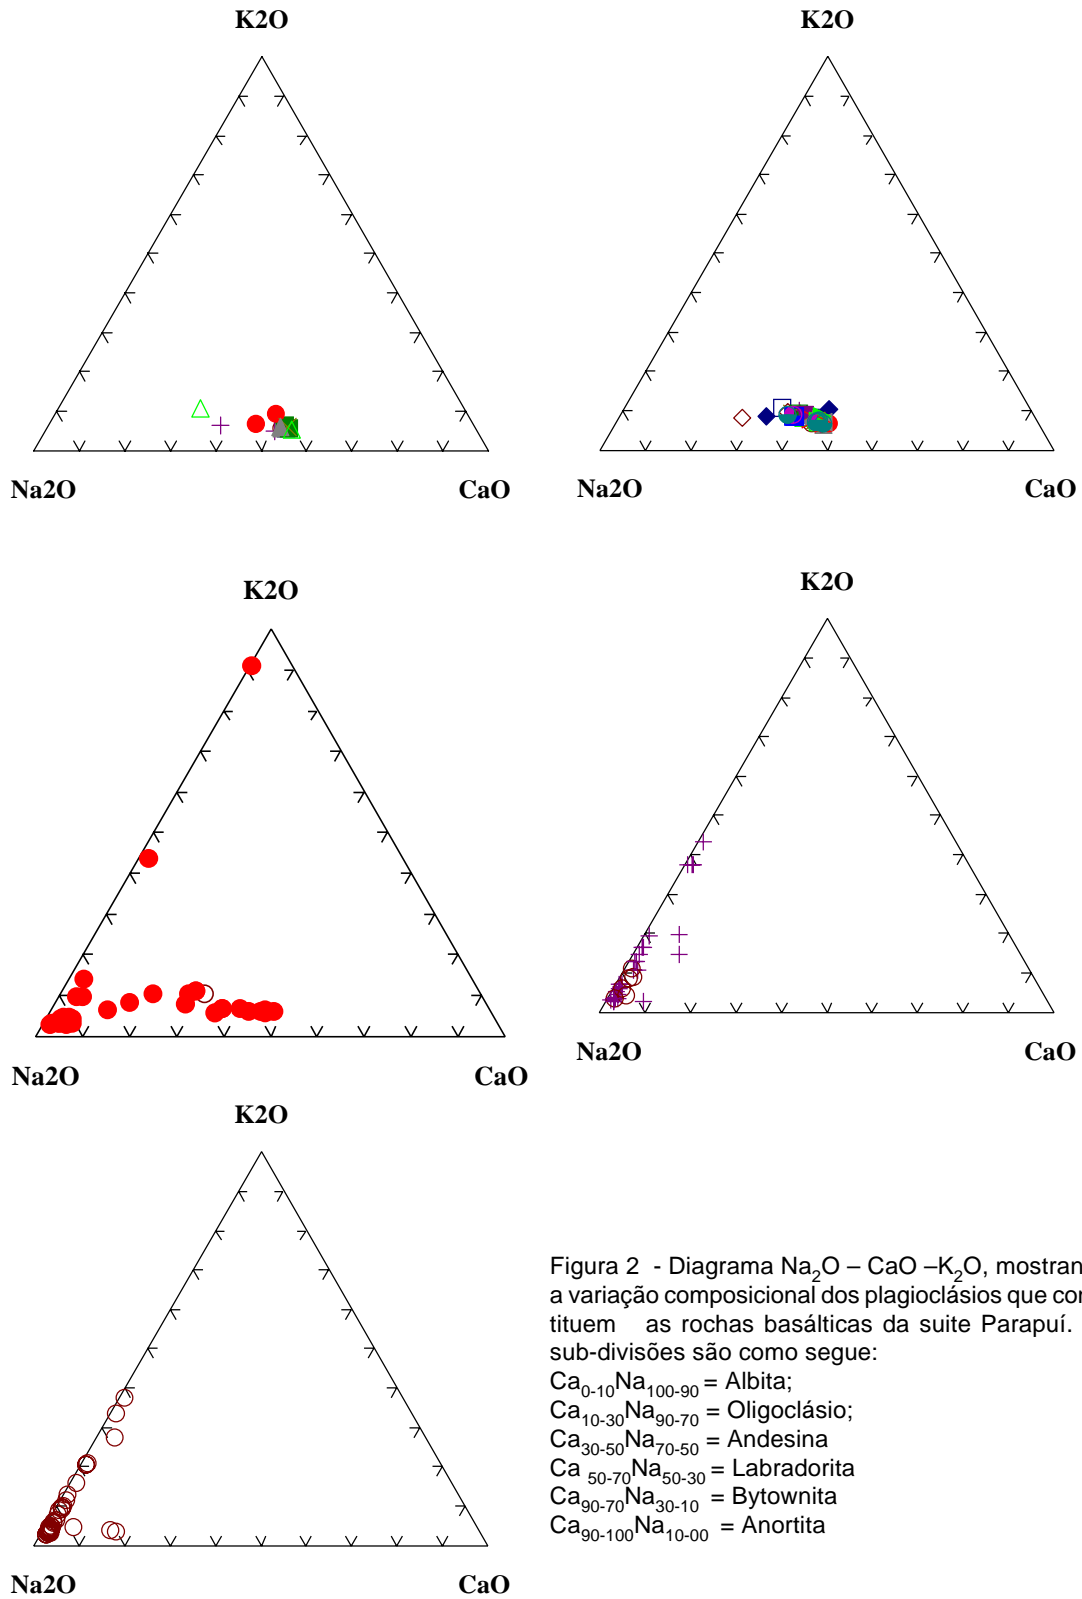 K2O
K2O
Na2O
CaO
Na2O
CaO
K2O
K2O
Na2O
CaO
Na2O
CaO
K2O
Na2O
CaO
Figura 2 - Diagrama Na₂O – CaO –K₂O, mostran
a variação composicional dos plagioclásios que con
tituem as rochas basálticas da suite Parapuí.
sub-divisões são como segue:
Ca₀₋₁₀Na₁₀₀₋₉₀ = Albita;
Ca₁₀₋₃₀Na₉₀₋₇₀ = Oligoclásio;
Ca₃₀₋₅₀Na₇₀₋₅₀ = Andesina
Ca ₅₀₋₇₀Na₅₀₋₃₀ = Labradorita
Ca₉₀₋₇₀Na₃₀₋₁₀ = Bytownita
Ca₉₀₋₁₀₀Na₁₀₋₀₀ = Anortita